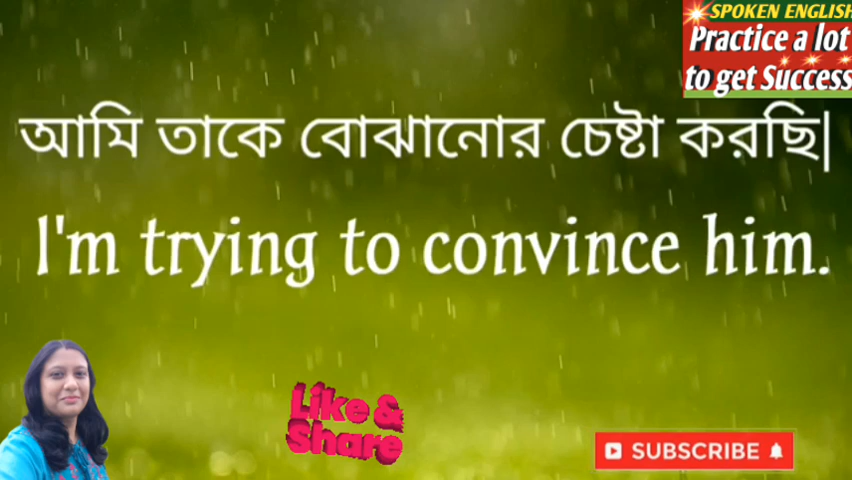 SPOKEN ENGLISH
Practice a lot
to get Success
আমি তাকে বোঝানোর চেষ্টা করছি|
I'm trying to convince him.
Like &
Share
SUBSCRIBE